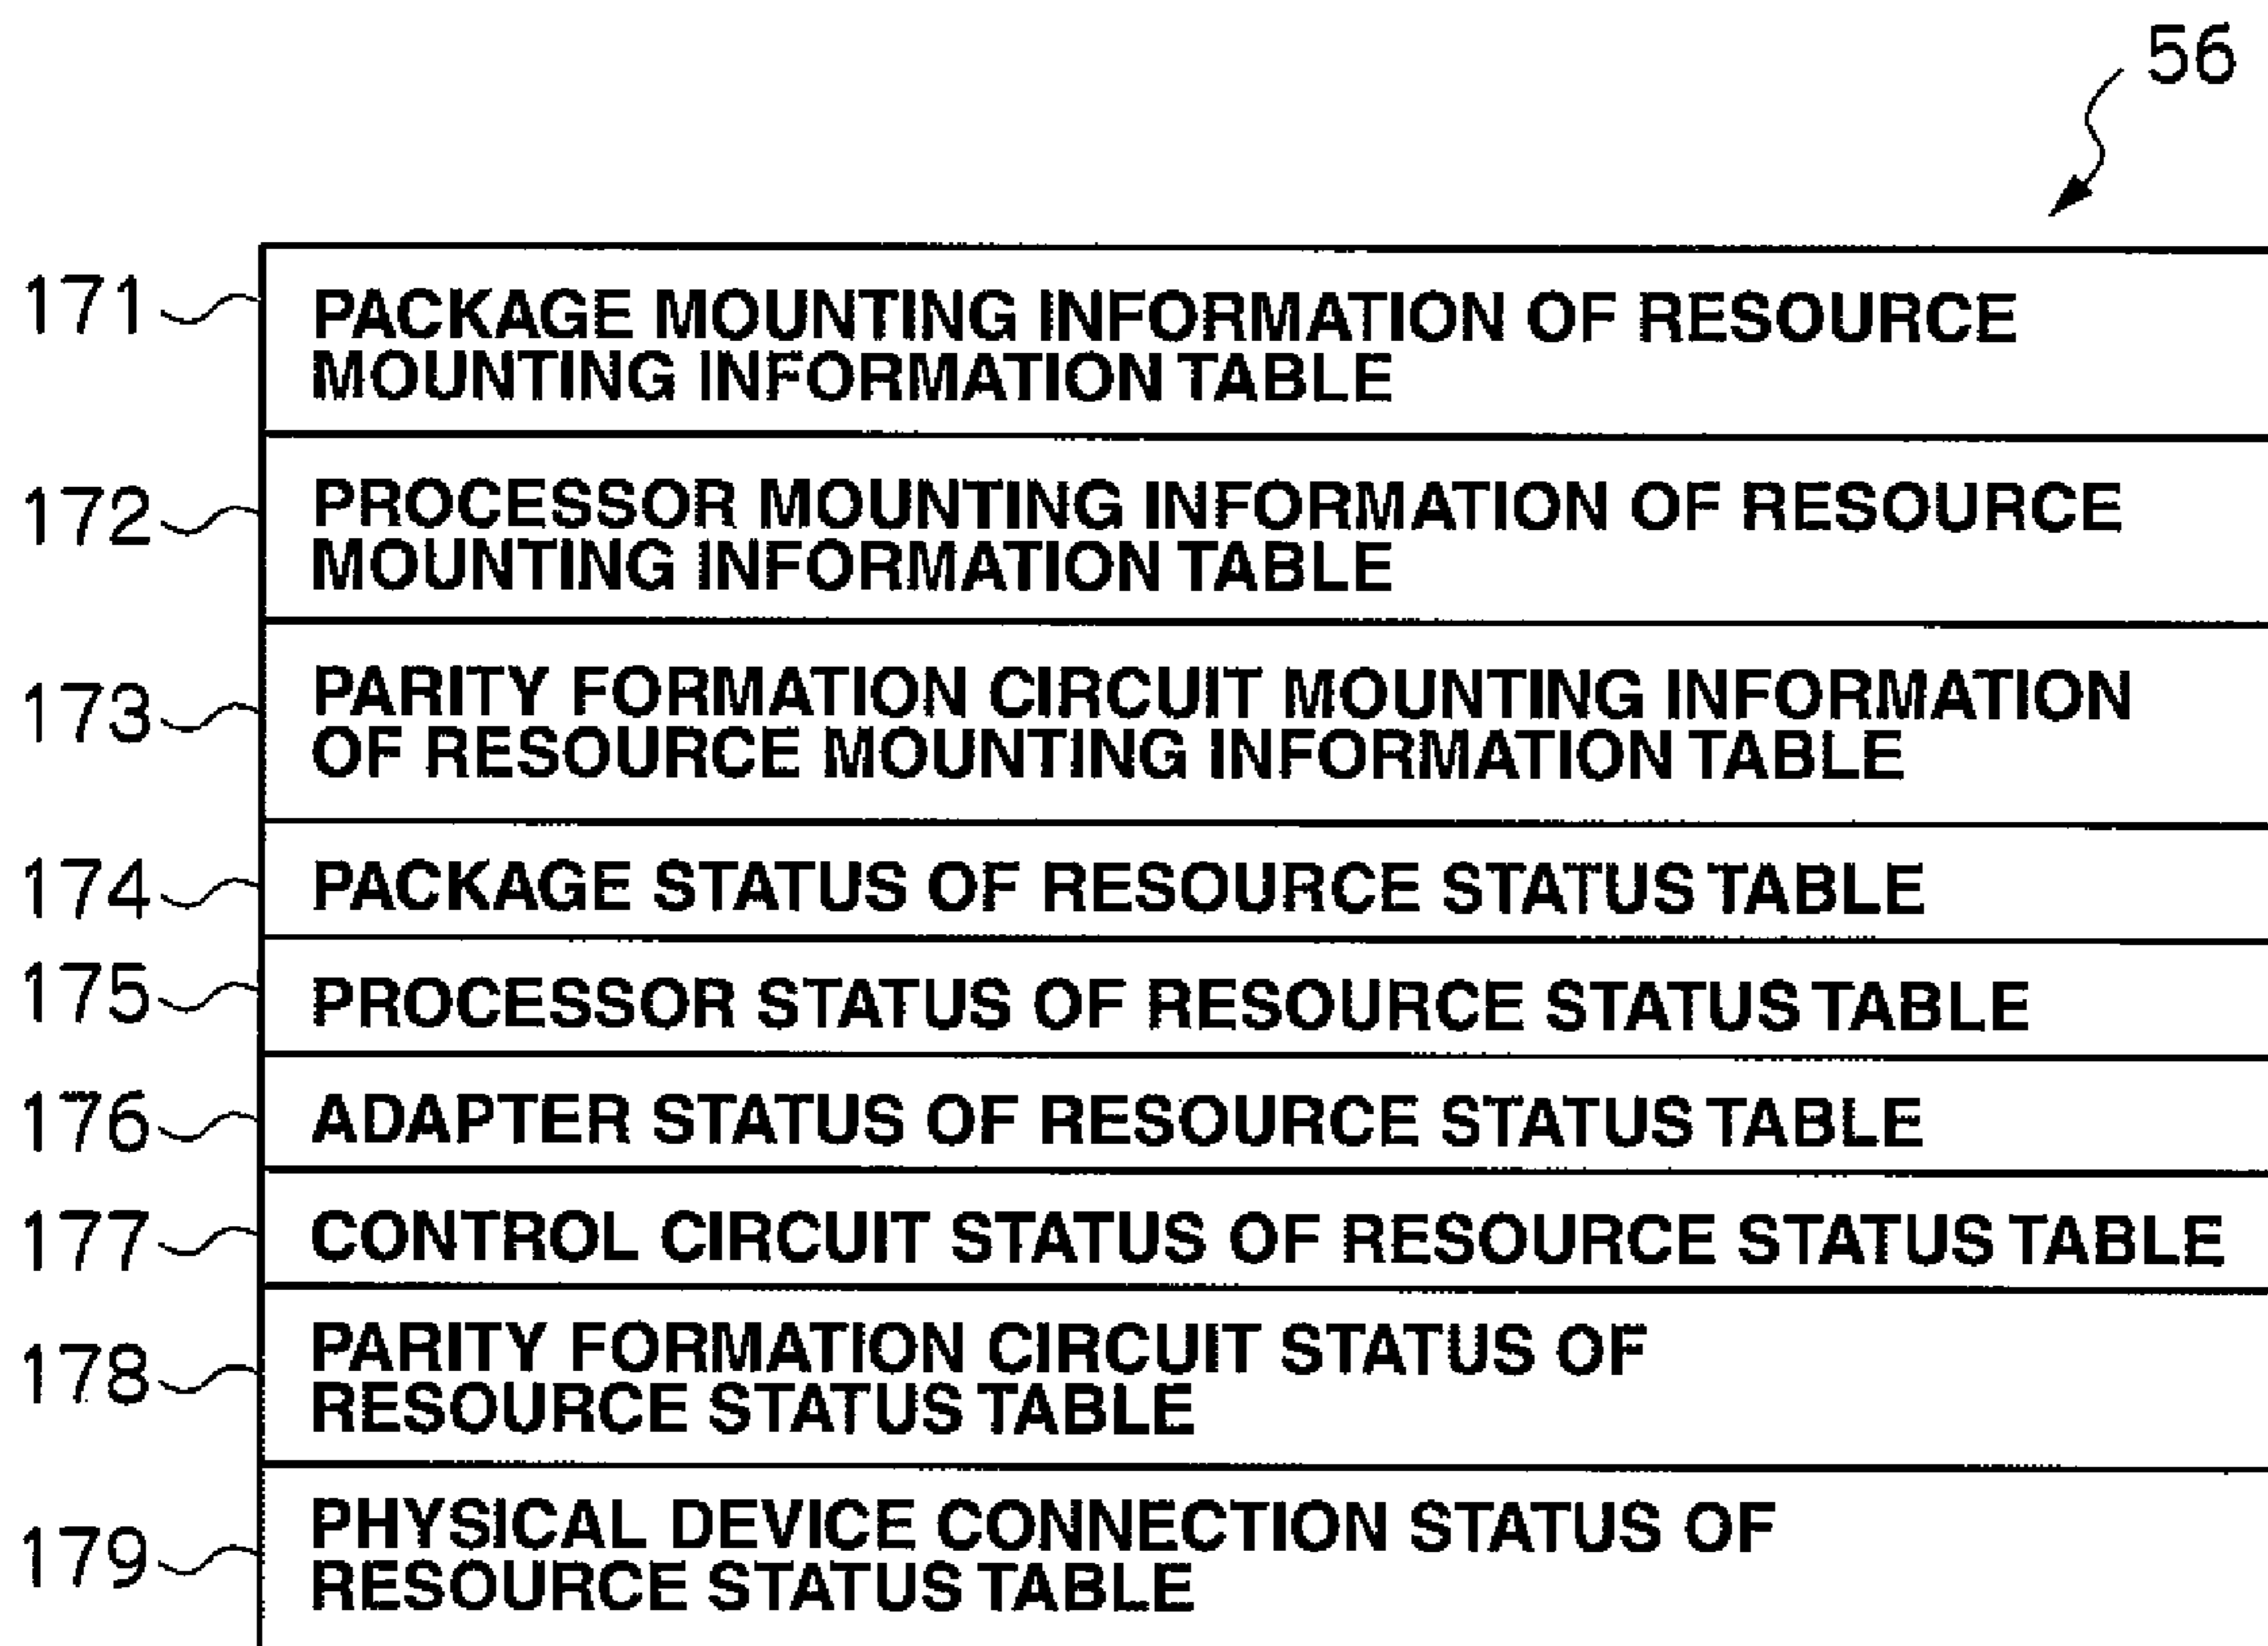 56
171 PACKAGE MOUNTING INFORMATION OF RESOURCE
MOUNTING INFORMATION TABLE
172 PROCESSOR MOUNTING INFORMATION OF RESOURCE
MOUNTING INFORMATION TABLE
173 PARITY FORMATION CIRCUIT MOUNTING INFORMATION
OF RESOURCE MOUNTING INFORMATION TABLE
174 PACKAGE STATUS OF RESOURCE STATUS TABLE
175 PROCESSOR STATUS OF RESOURCE STATUS TABLE
176 ADAPTER STATUS OF RESOURCE STATUS TABLE
177 CONTROL CIRCUIT STATUS OF RESOURCE STATUS TABLE
178 PARITY FORMATION CIRCUIT STATUS OF
RESOURCE STATUS TABLE
179 PHYSICAL DEVICE CONNECTION STATUS OF
RESOURCE STATUS TABLE